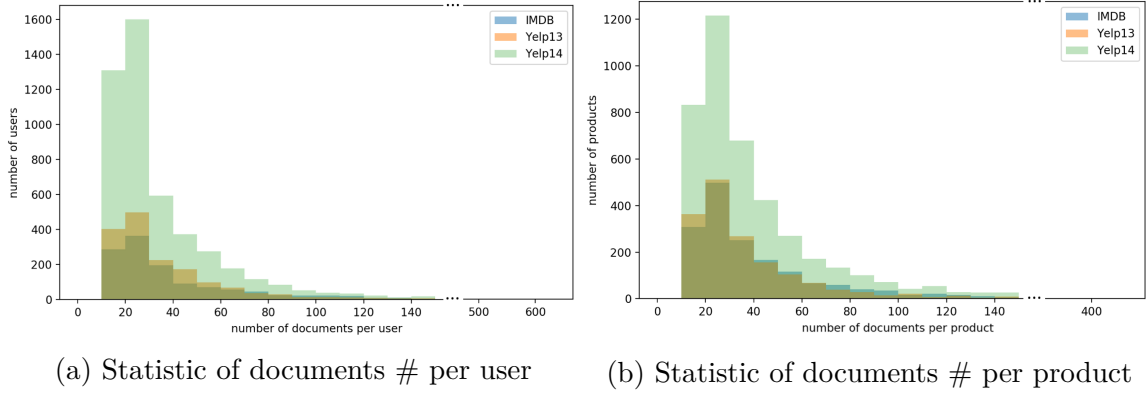 ...
1600
1400
1200
1000
800
600
400
200
0
number of users
IMDB
Yelp13
Yelp14
0 20 40 60 80 100 120 140 ... 500 600
number of documents per user
(a) Statistic of documents # per user
...
1200
1000
800
600
400
200
0
number of products
IMDB
Yelp13
Yelp14
0 20 40 60 80 100 120 140 ... 400
number of documents per product
(b) Statistic of documents # per product